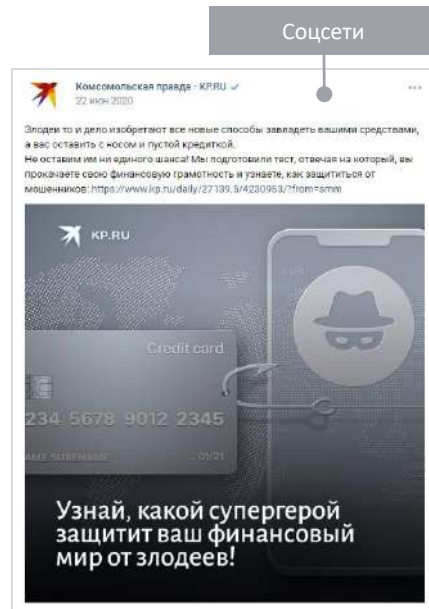 Соцсети
Комсомольская правда - KP.RU
22 июн 2020
Злодеи то и дело изобретают все новые способы завладеть вашими средствами,
а вас оставить с носом и пустой кредиткой.
Не оставим им ни единого шанса! Мы подготовили тест, отвечая на который, вы
прокачаете свою финансовую грамотность и узнаете, как защититься от
мошенников: https://www.kp.ru/daily/27139.5/4230953/?from=smm
KP.RU
Credit card
234 5678 9012 2345
01/21
Узнай, какой супергерой
защитит ваш финансовый
мир от злодеев!